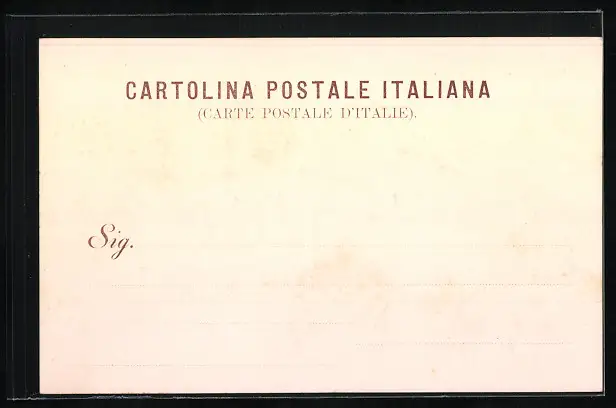 CARTOLINA POSTALE ITALIANA
(CARTE POSTALE D'ITALIE).
Sig.